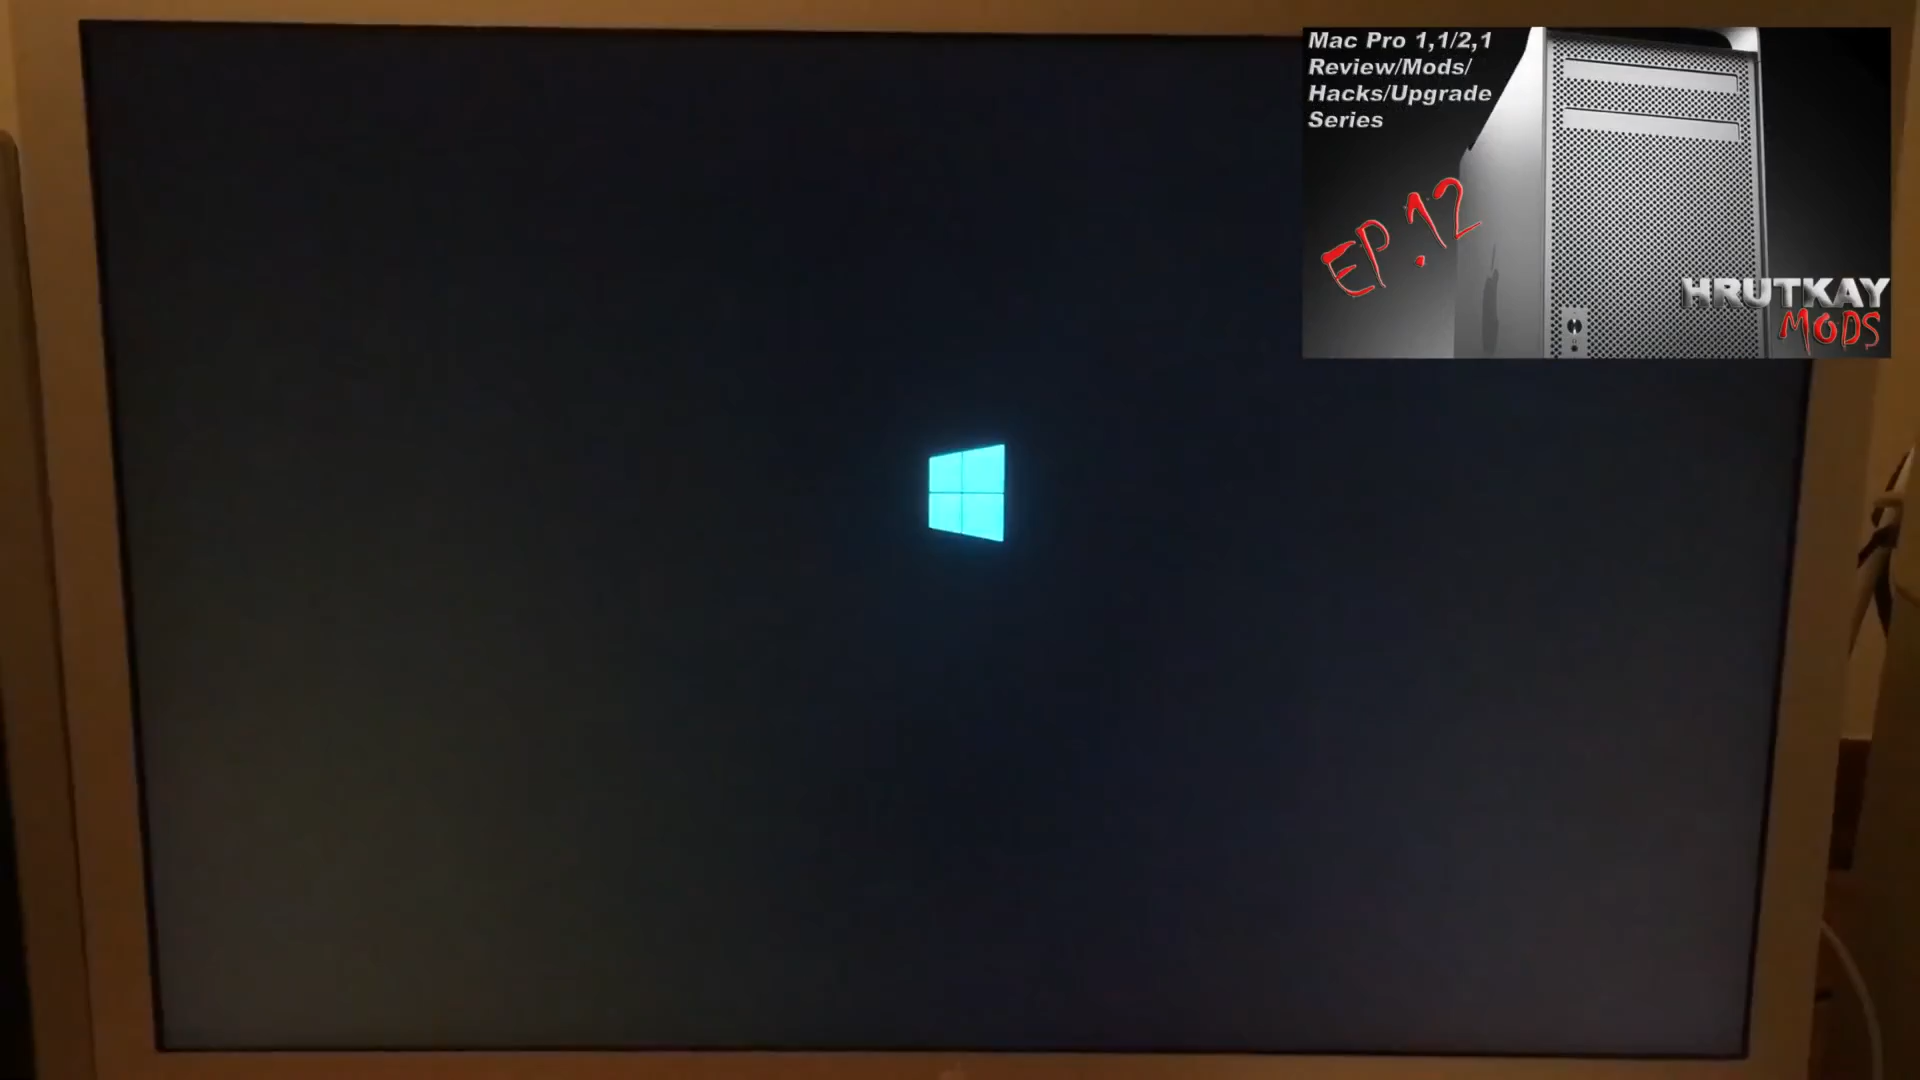 Mac Pro 1,1/2,1
Review/Mods/
Hacks/Upgrade
Series
EP.12
HRUTKAY
MODS